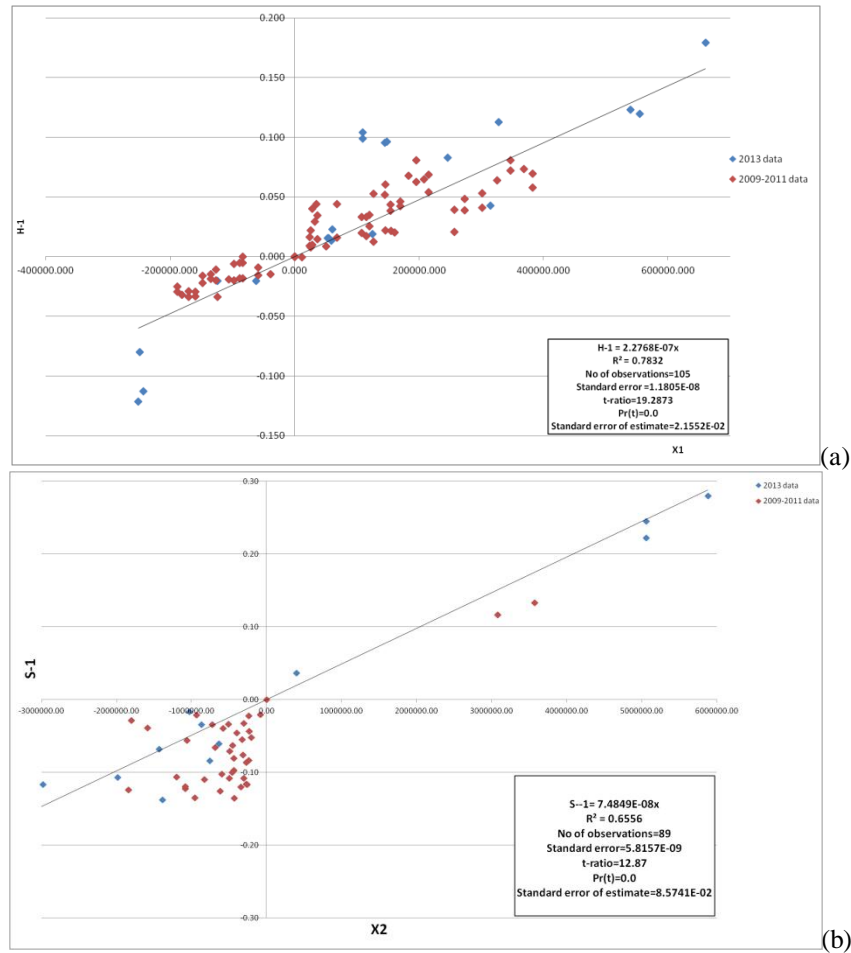 0.200
0.150
0.100
0.050
0.000
-400000.000 -200000.000 0.000 200000.000 400000.000 600000.000
-0.050
-0.100
-0.150
H-1
2013 data
2009-2011 data
H-1 = 2.2768E-07x
R² = 0.7832
No of observations=105
Standard error =1.1805E-08
t-ratio=19.2873
Pr(t)=0.0
Standard error of estimate=2.1552E-02
X1
(a)
0.30
0.20
0.10
0.00
-3000000.00 -2000000.00 -1000000.00 0.00 1000000.00 2000000.00 3000000.00 4000000.00 5000000.00 6000000.00
-0.10
-0.20
-0.30
S-1
2013 data
2009-2011 data
S--1= 7.4849E-08x
R² = 0.6556
No of observations=89
Standard error=5.8157E-09
t-ratio=12.87
Pr(t)=0.0
Standard error of estimate=8.5741E-02
X2
(b)